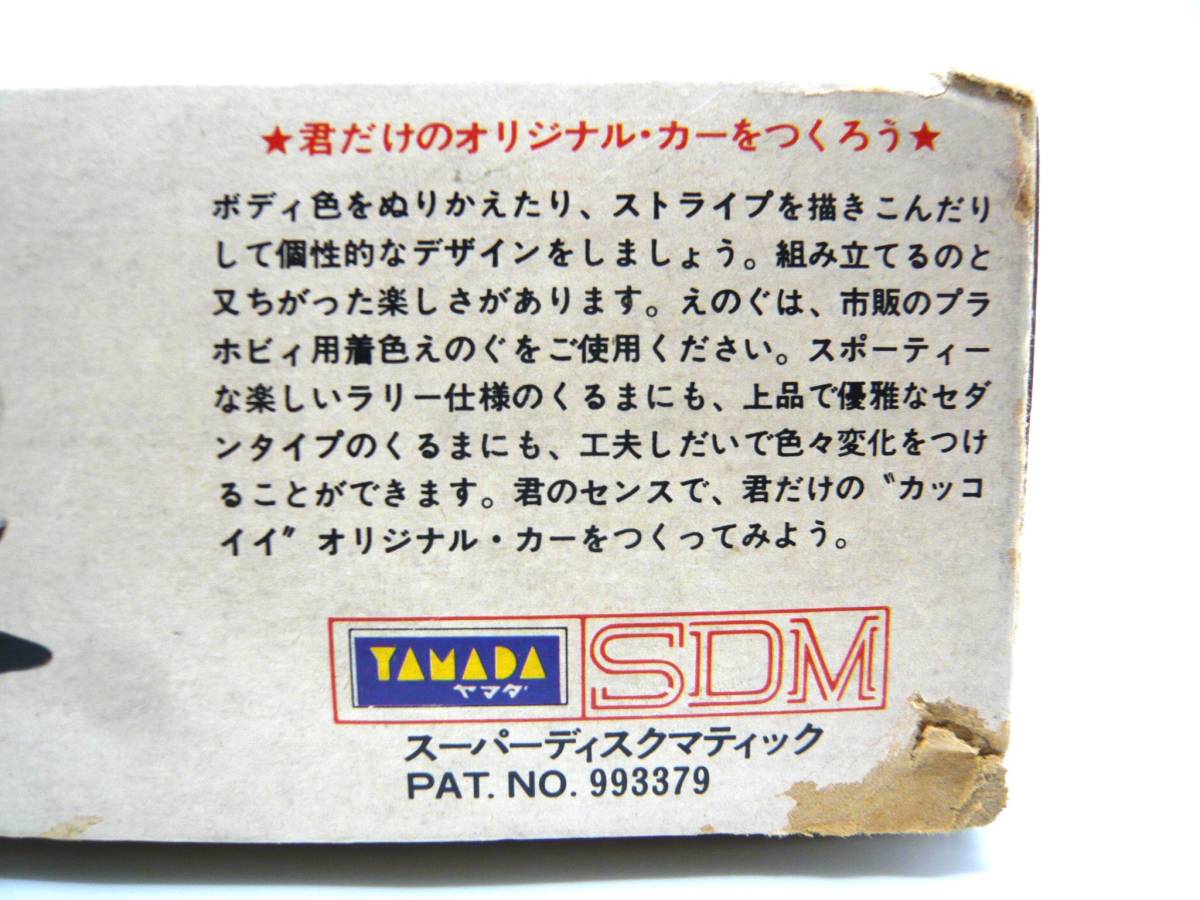 ★君だけのオリジナル・カーをつくろう★
ボディ色をぬりかえたり、ストライプを描きこんだり
して個性的なデザインをしましょう。組み立てるのと
又ちがった楽しさがあります。えのぐは、市販のプラ
ホビィ用着色えのぐをご使用ください。スポーティー
な楽しいラリー仕様のくるまにも、上品で優雅なセダ
ンタイプのくるまにも、工夫しだいで色々変化をつけ
ることができます。君のセンスで、君だけの〝カッコ
イイ〟オリジナル・カーをつくってみよう。
YAMADA
ヤマダ
SDM
スーパーディスクマティック
PAT. NO. 993379